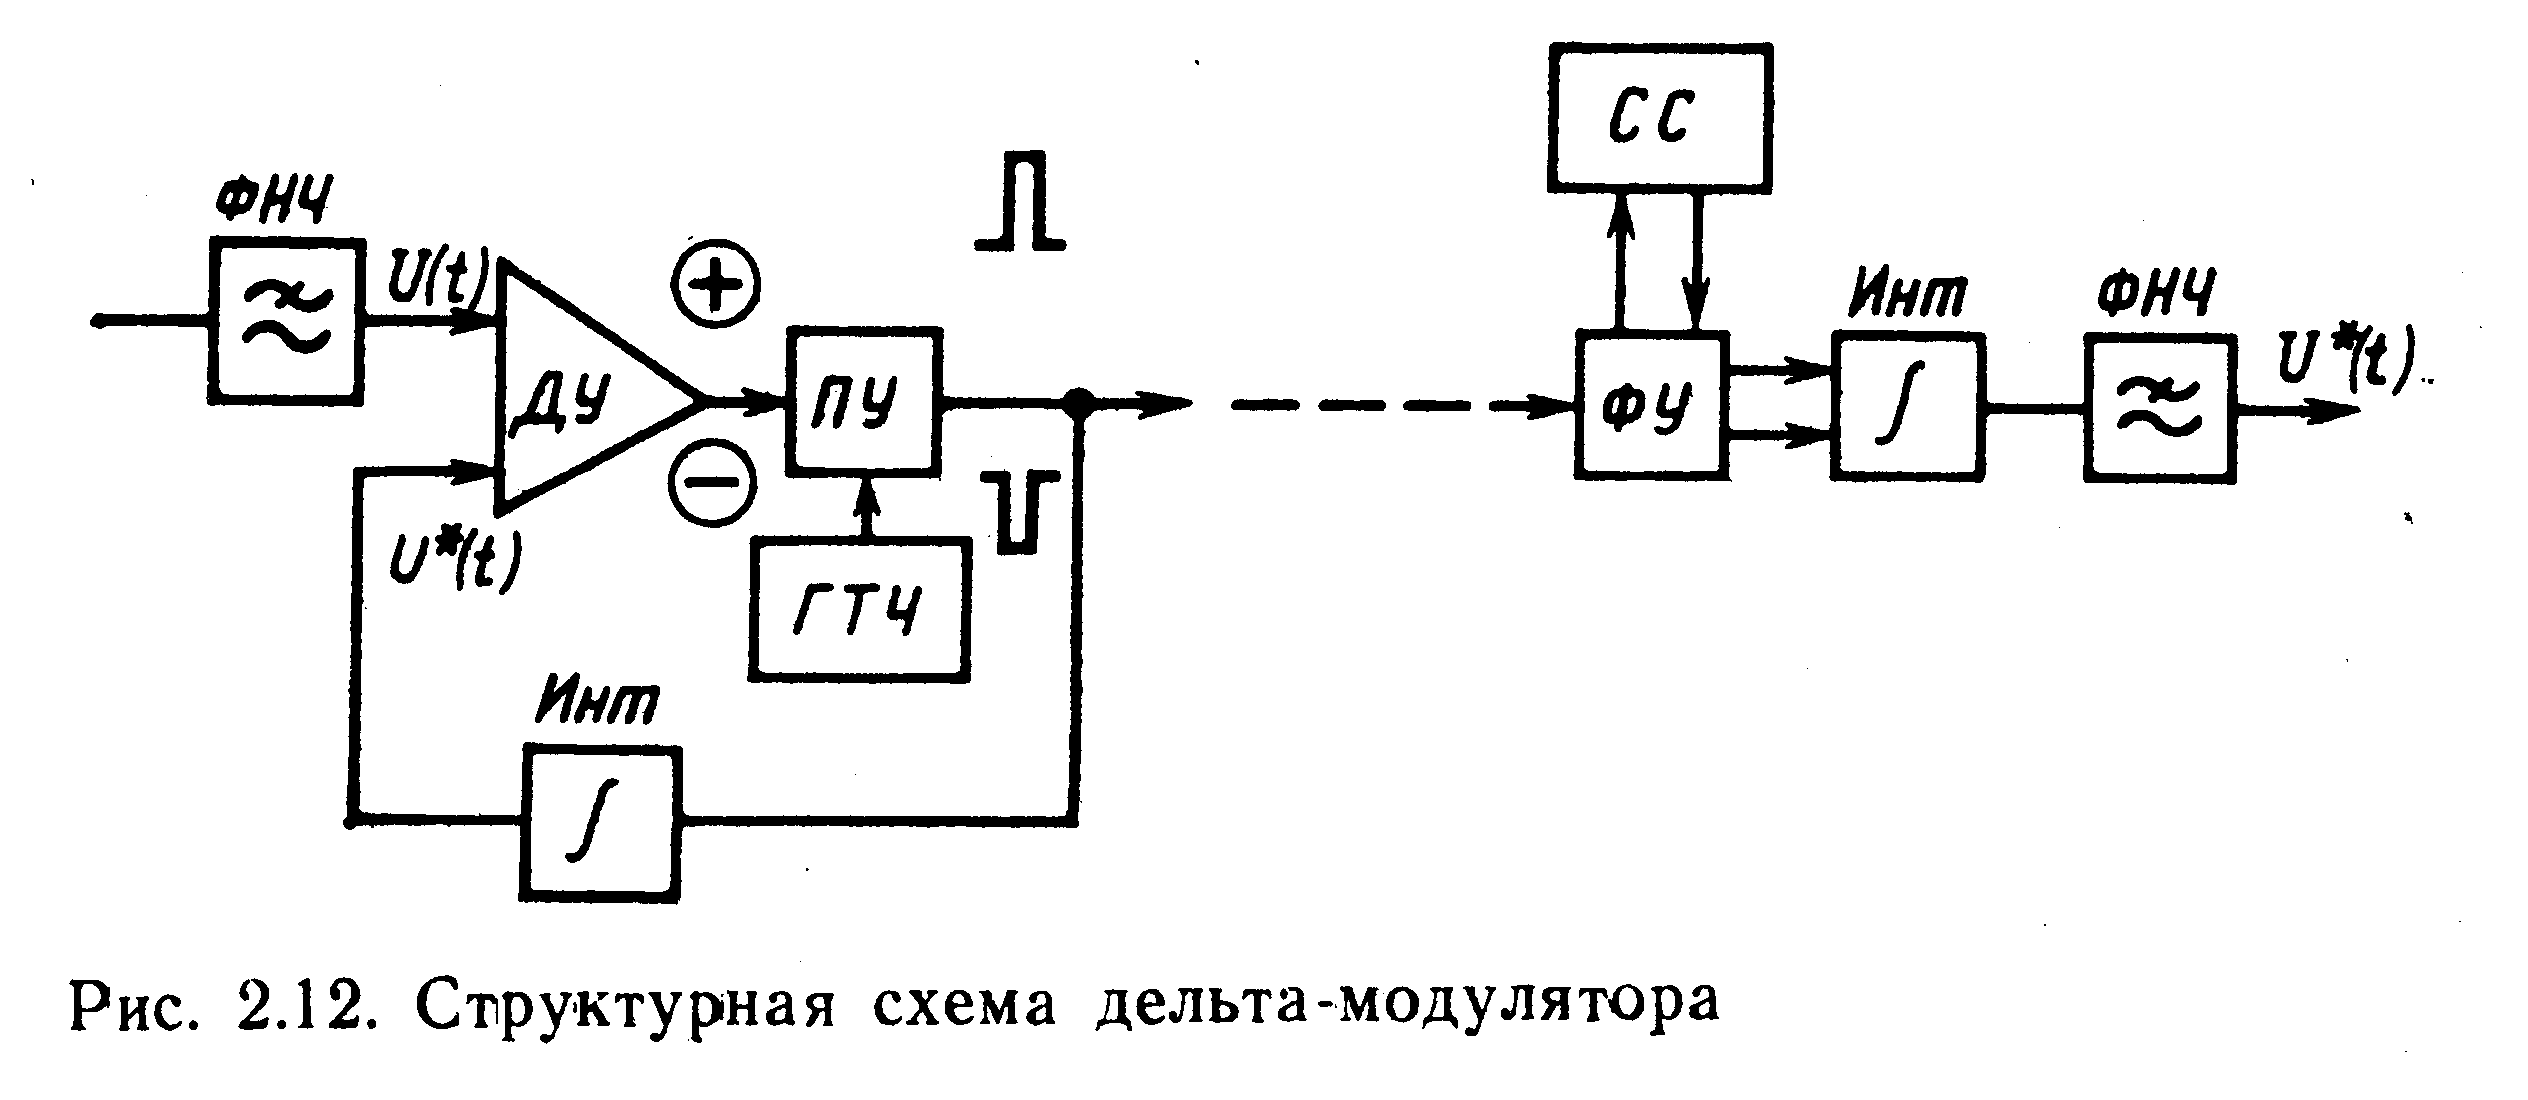 СС
ФНЧ
U(t)
Инт
ФНЧ
U*(t)
ДУ
ПУ
ФУ
U*(t)
ГТЧ
Инт
Рис. 2.12. Структурная схема дельта-модулятора